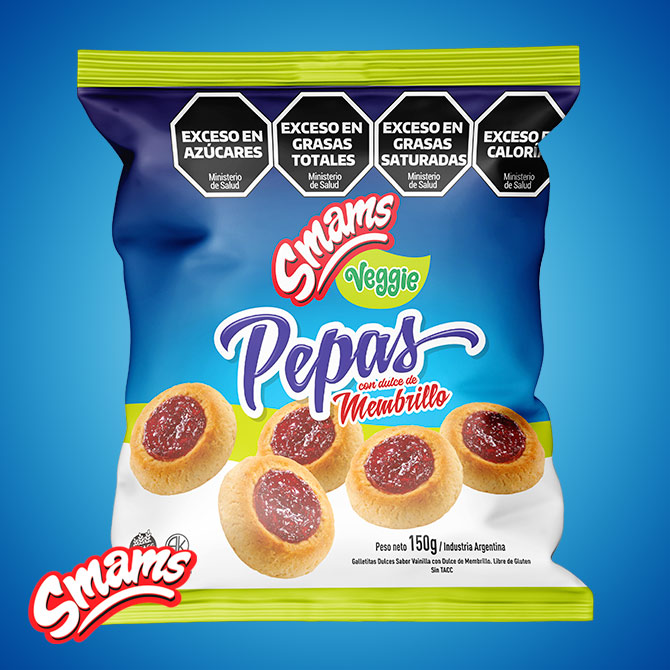 EXCESO EN
AZÚCARES
Ministerio
de Salud
EXCESO EN
GRASAS
TOTALES
Ministerio
de Salud
EXCESO EN
GRASAS
SATURADAS
Ministerio
de Salud
EXCESO
CALORÍA
Ministerio
de Salud
Smams
Veggie
Pepas
con dulce de
Membrillo
Peso neto 150g / Industria Argentina
Galletitas Dulces Sabor Vainilla con Dulce de Membrillo. Libre de Gluten
Sin TACC
Smams